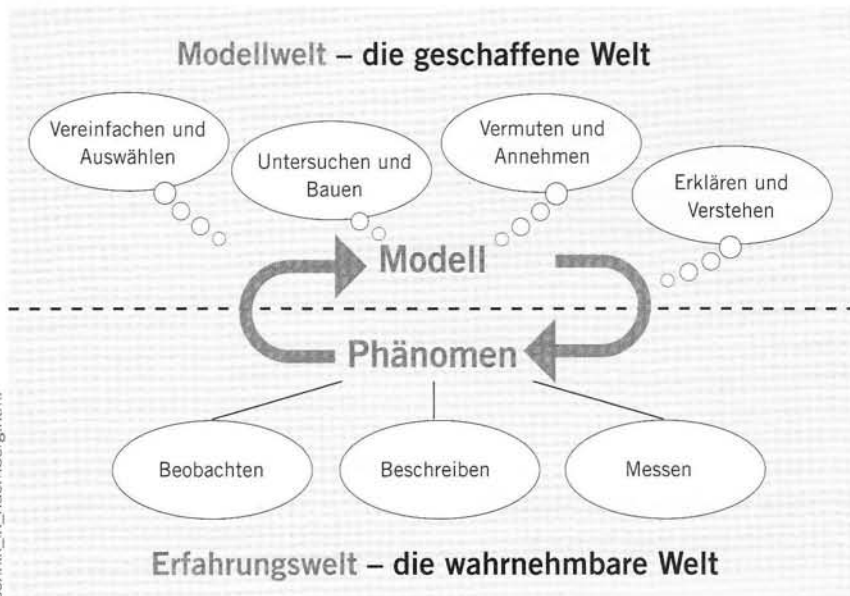 Modellwelt – die geschaffene Welt
Vereinfachen und
Auswählen
Untersuchen und
Bauen
Vermuten und
Annehmen
Erklären und
Verstehen
Modell
Phänomen
Beobachten
Beschreiben
Messen
Erfahrungswelt – die wahrnehmbare Welt